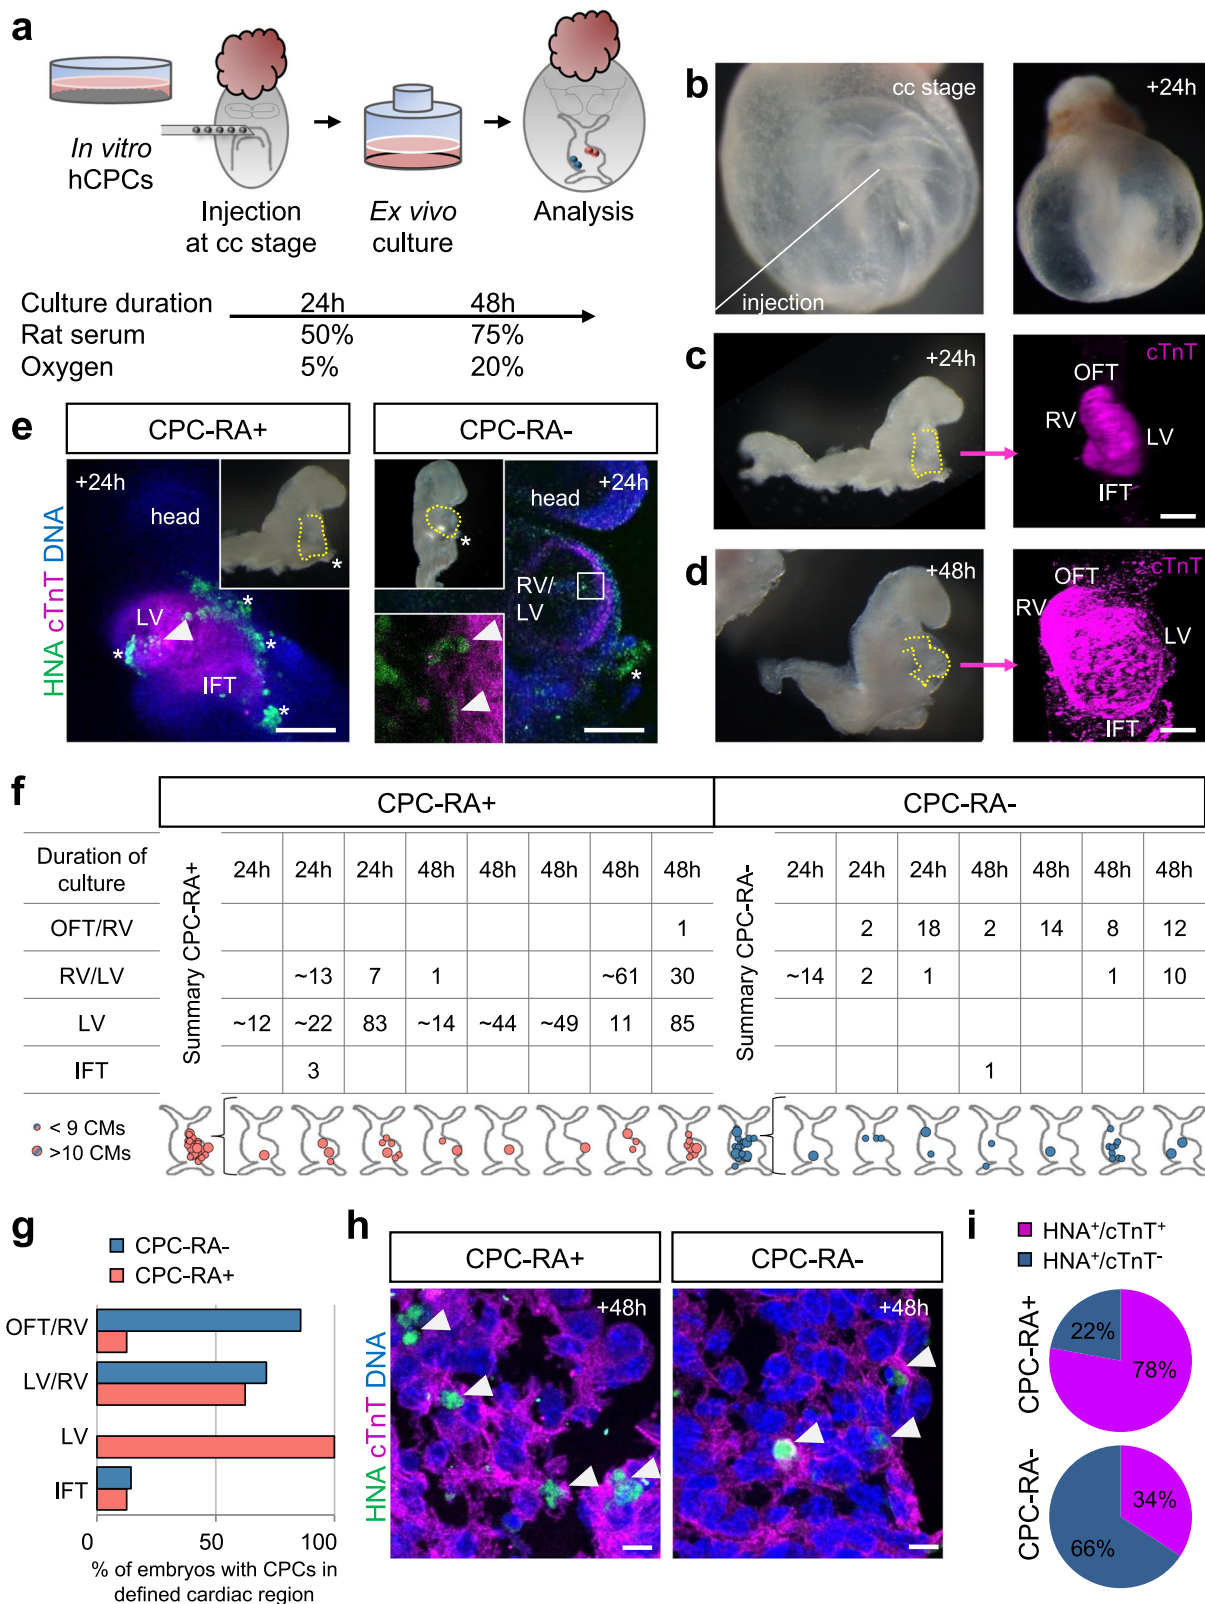 a
In vitro
hCPCs
Injection
at cc stage
Ex vivo
culture
Analysis
Culture duration 24h 48h
Rat serum 50% 75%
Oxygen 5% 20%
b
cc stage
injection
+24h
c
+24h
cTnT
OFT
RV
LV
IFT
d
+48h
cTnT
OFT
RV
LV
IFT
e
CPC-RA+
CPC-RA-
HNA cTnT DNA
+24h
head
*
LV
*
*
*
IFT
*
+24h
head
*
RV/
LV
*
f
CPC-RA+ CPC-RA-
Duration of
culture
Summary CPC-RA+
24h 24h 24h 48h 48h 48h 48h 48h
Summary CPC-RA-
24h 24h 24h 48h 48h 48h 48h
OFT/RV 1 2 18 2 14 8 12
RV/LV ~13 7 1 ~61 30 ~14 2 1 1 10
LV ~12 ~22 83 ~14 ~44 ~49 11 85
IFT 3 1
< 9 CMs
>10 CMs
g
CPC-RA-
CPC-RA+
OFT/RV
LV/RV
LV
IFT
0 50 100
% of embryos with CPCs in
defined cardiac region
h
CPC-RA+
CPC-RA-
HNA cTnT DNA
+48h
+48h
i
HNA⁺/cTnT⁺
HNA⁺/cTnT⁻
CPC-RA+
22%
78%
CPC-RA-
34%
66%